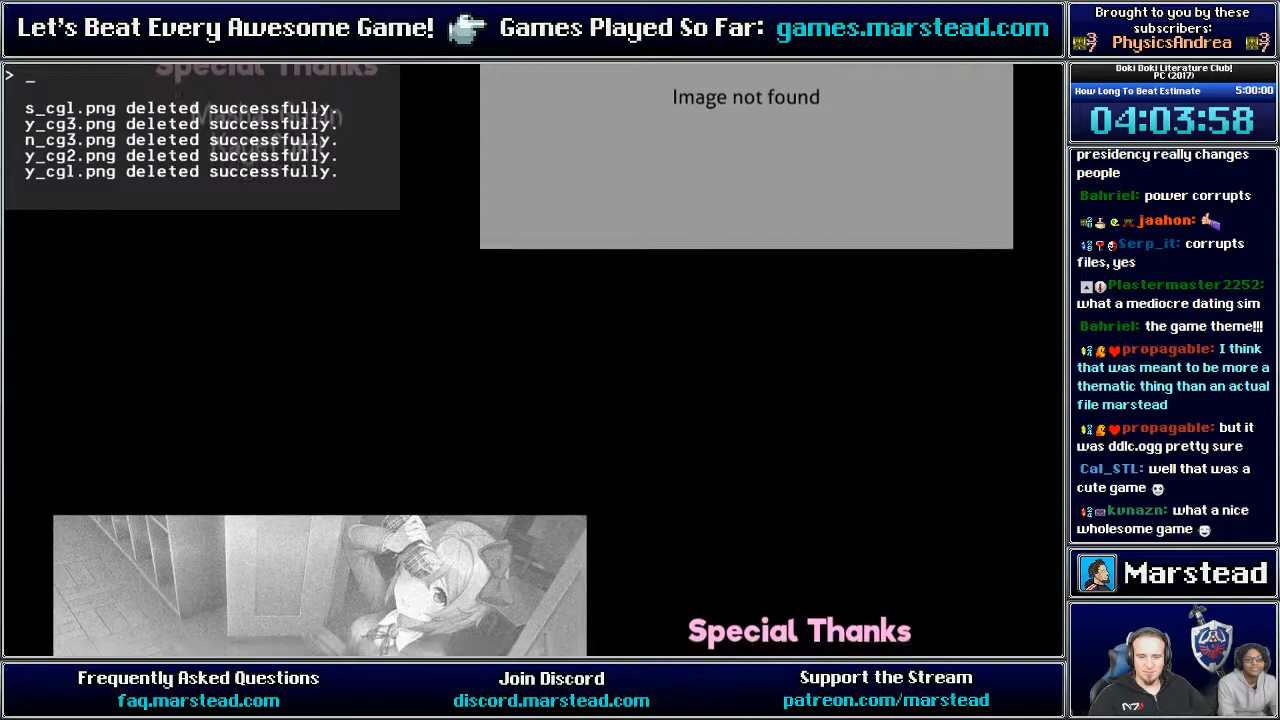 Let's Beat Every Awesome Game!
Games Played So Far: games.marstead.com
Brought to you by these
subscribers:
PhysicsAndrea
> _
Special Thanks
s_cg1.png deleted successfully.
y_cg3.png deleted successfully.
n_cg3.png deleted successfully.
y_cg2.png deleted successfully.
y_cg1.png deleted successfully.
Image not found
Special Thanks
Doki Doki Literature Club!
PC (2017)
How Long To Beat Estimate 5:00:00
04:03:58
presidency really changes
people
Bahriel: power corrupts
jaahon:
Serp_it: corrupts
files, yes
Plastermaster2252:
what a mediocre dating sim
Bahriel: the game theme!!!
propagable: I think
that was meant to be more a
thematic thing than an actual
file marstead
propagable: but it
was ddlc.ogg pretty sure
Cal_STL: well that was a
cute game
kvnazn: what a nice
wholesome game
Marstead
Frequently Asked Questions
faq.marstead.com
Join Discord
discord.marstead.com
Support the Stream
patreon.com/marstead